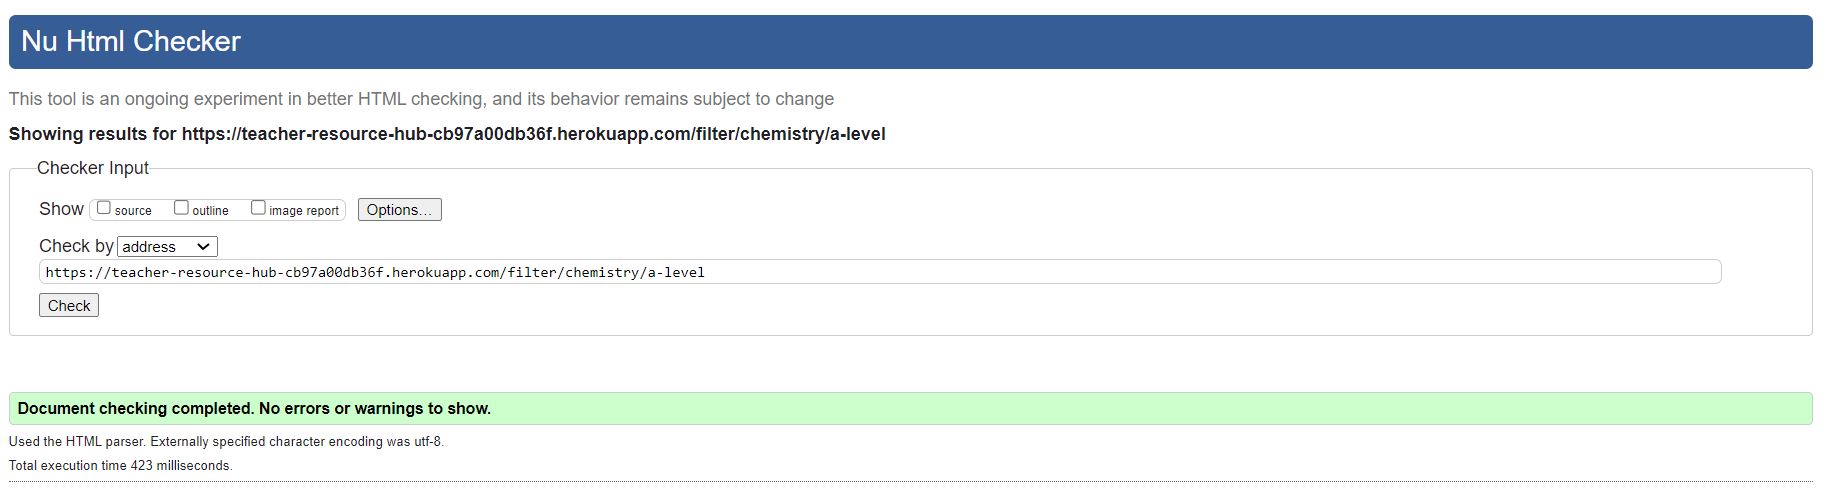 Nu Html Checker
This tool is an ongoing experiment in better HTML checking, and its behavior remains subject to change
Showing results for https://teacher-resource-hub-cb97a00db36f.herokuapp.com/filter/chemistry/a-level
Checker Input
Show source outline image report Options...
Check by address
https://teacher-resource-hub-cb97a00db36f.herokuapp.com/filter/chemistry/a-level
Check
Document checking completed. No errors or warnings to show.
Used the HTML parser. Externally specified character encoding was utf-8.
Total execution time 423 milliseconds.